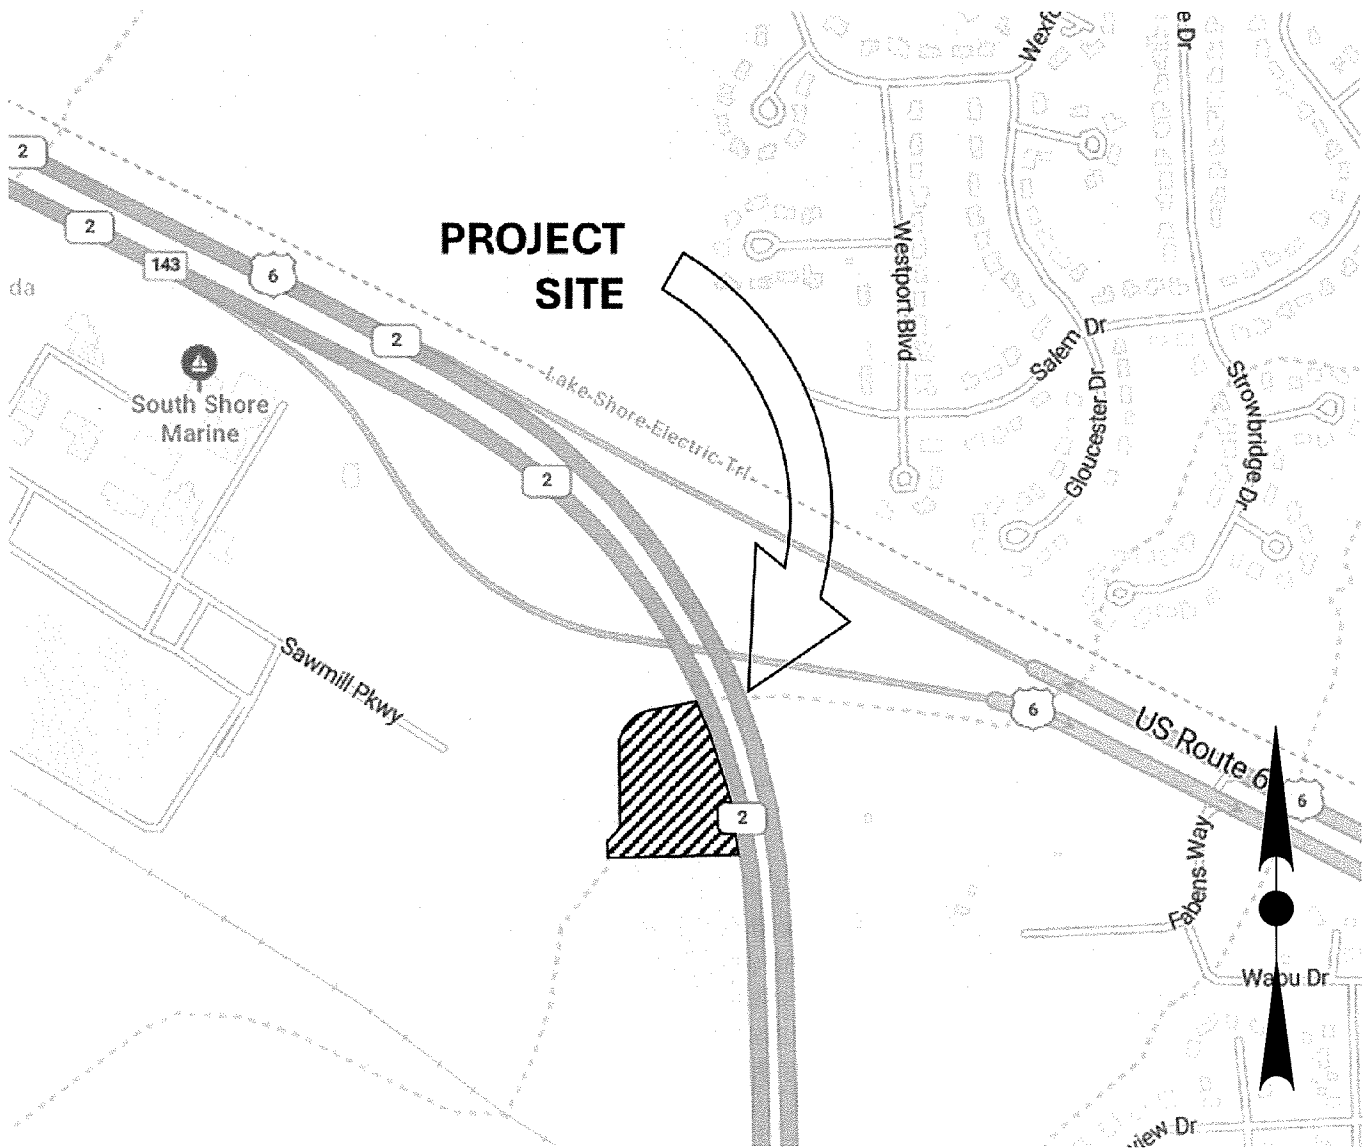 e Dr
Wexfo
2
2
143
6
2
da
South Shore
Marine
PROJECT
SITE
Westport Blvd
Salem Dr
Gloucester Dr
Strowbridge Dr
Lake-Shore-Electric-Trl
2
Sawmill Pkwy
6
US Route 6
6
2
Fabens Way
Wapu Dr
view Dr